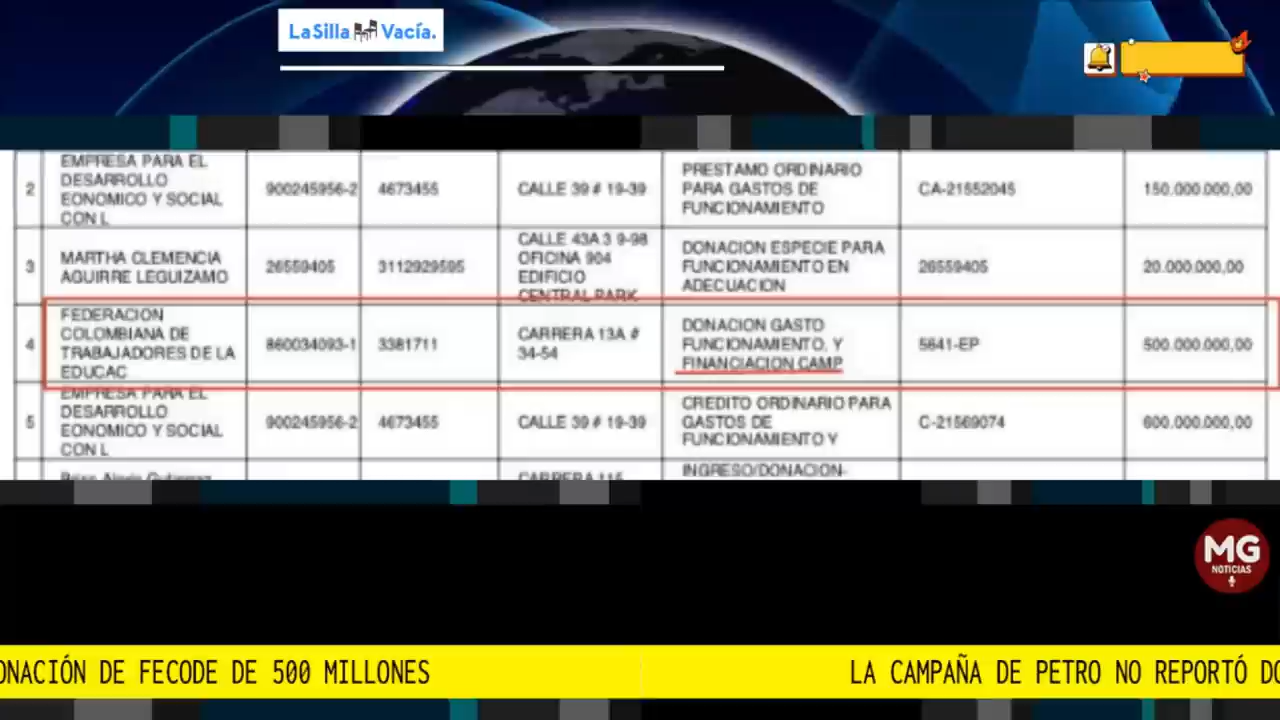 LaSilla Vacía.
EMPRESA PARA EL
DESARROLLO
EONOMICO Y SOCIAL
CON L
2
900245956-2
4673455
CALLE 39 # 19-39
PRESTAMO ORDINARIO
PARA GASTOS DE
FUNCIONAMIENTO
CA-21552045
150.000.000,00
3
MARTHA CLEMENCIA
AGUIRRE LEGUIZAMO
26559405
3112929595
CALLE 43A 3 9-98
OFICINA 904
EDIFICIO
CENTRAL PARK
DONACION ESPECIE PARA
FUNCIONAMIENTO EN
ADECUACION
26559405
20.000.000,00
4
FEDERACION
COLOMBIANA DE
TRABAJADORES DE LA
EDUCAC
860034093-1
3381711
CARRERA 13A #
34-54
DONACION GASTO
FUNCIONAMIENTO, Y
FINANCIACION CAMP
5641-EP
500.000.000,00
5
EMPRESA PARA EL
DESARROLLO
EONOMICO Y SOCIAL
CON L
900245956-2
4673455
CALLE 39 # 19-39
CREDITO ORDINARIO PARA
GASTOS DE
FUNCIONAMIENTO Y
C-21569074
600.000.000,00
CARRERA 115
INGRESO/DONACION-
MG
NOTICIAS
ONACIÓN DE FECODE DE 500 MILLONES
LA CAMPAÑA DE PETRO NO REPORTÓ DO